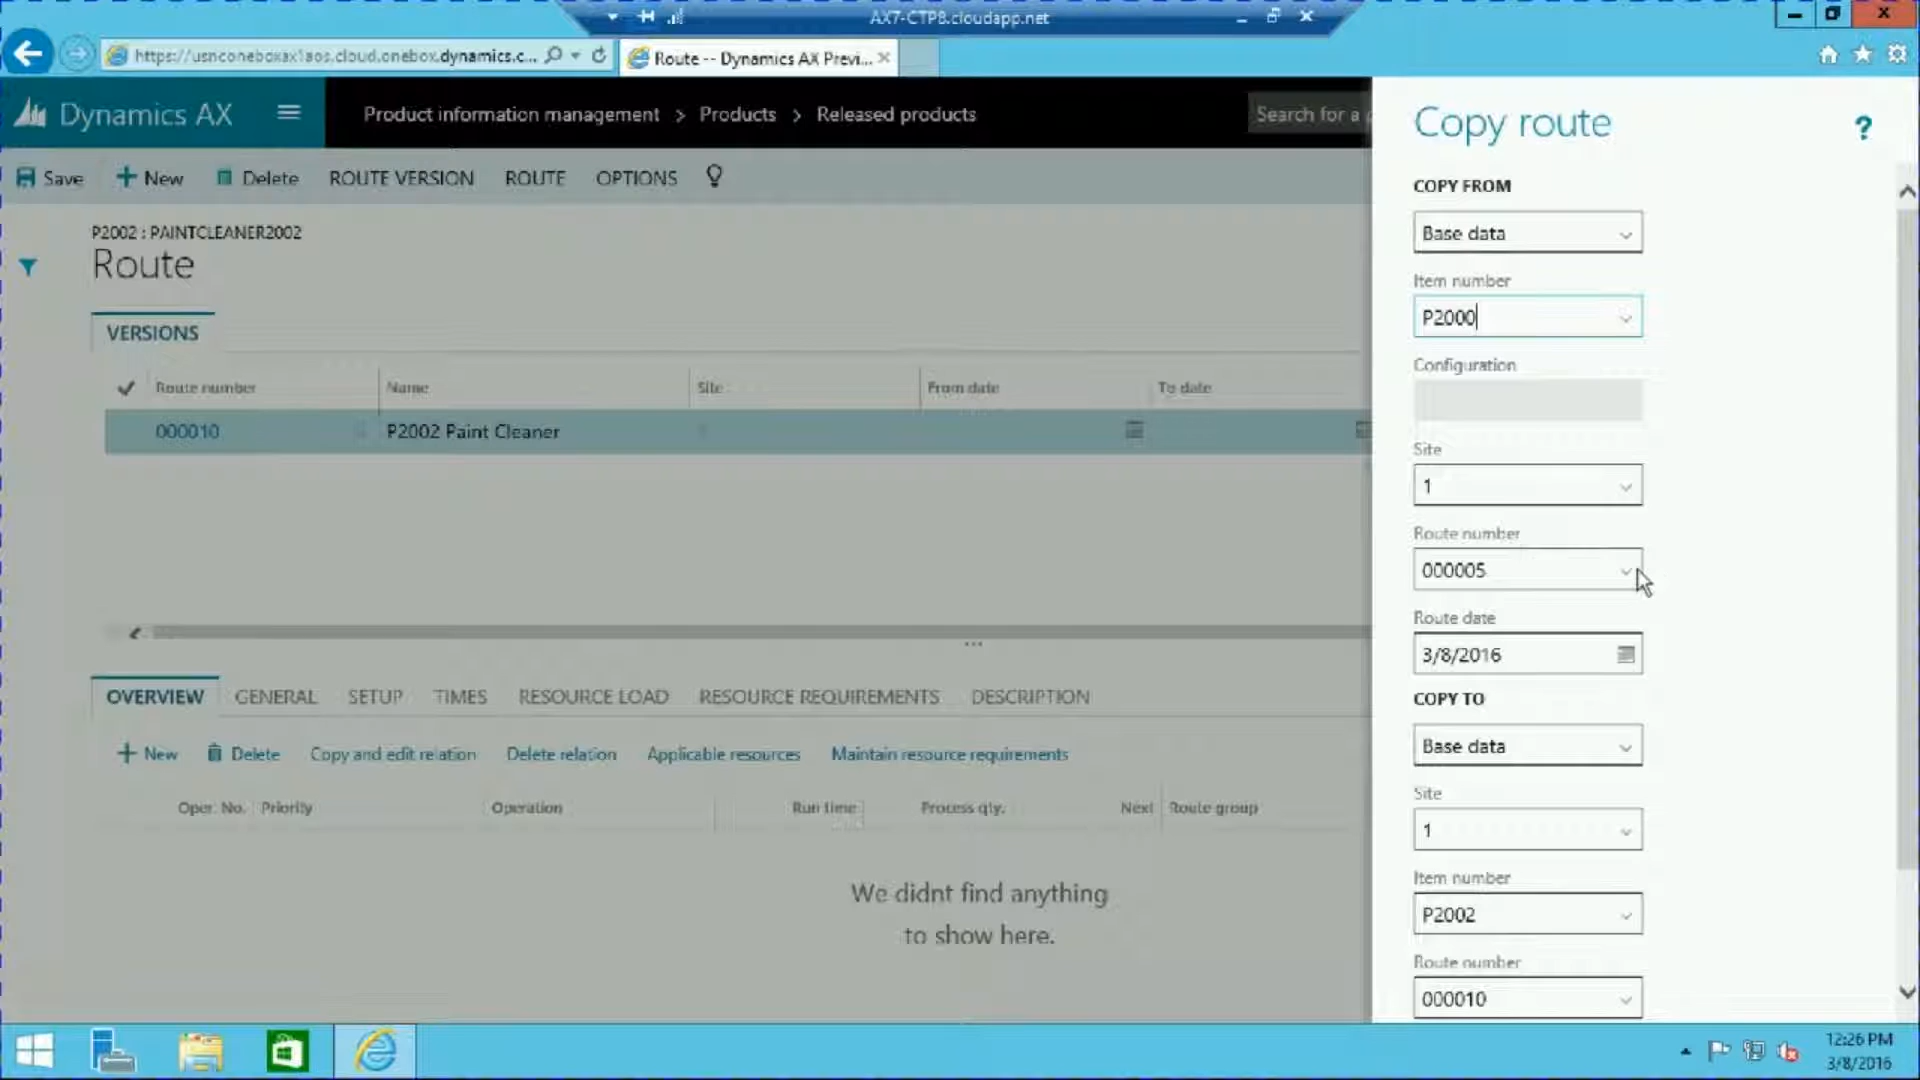 AX7-CTP8.cloudapp.net
https://usnconeboxax1aos.cloud.onebox.dynamics.c...
Route -- Dynamics AX Previ...
Dynamics AX
Product information management > Products > Released products
Search for a
Save
New
Delete
ROUTE VERSION
ROUTE
OPTIONS
P2002 : PAINTCLEANER2002
Route
VERSIONS
Route number
Name
Site
From date
To date
000010
P2002 Paint Cleaner
...
OVERVIEW
GENERAL
SETUP
TIMES
RESOURCE LOAD
RESOURCE REQUIREMENTS
DESCRIPTION
New
Delete
Copy and edit relation
Delete relation
Applicable resources
Maintain resource requirements
Oper. No.
Priority
Operation
Run time
Process qty.
Next
Route group
We didnt find anything
to show here.
Copy route
?
COPY FROM
Base data
Item number
P2000
Configuration
Site
1
Route number
000005
Route date
3/8/2016
COPY TO
Base data
Site
1
Item number
P2002
Route number
000010
12:26 PM
3/8/2016